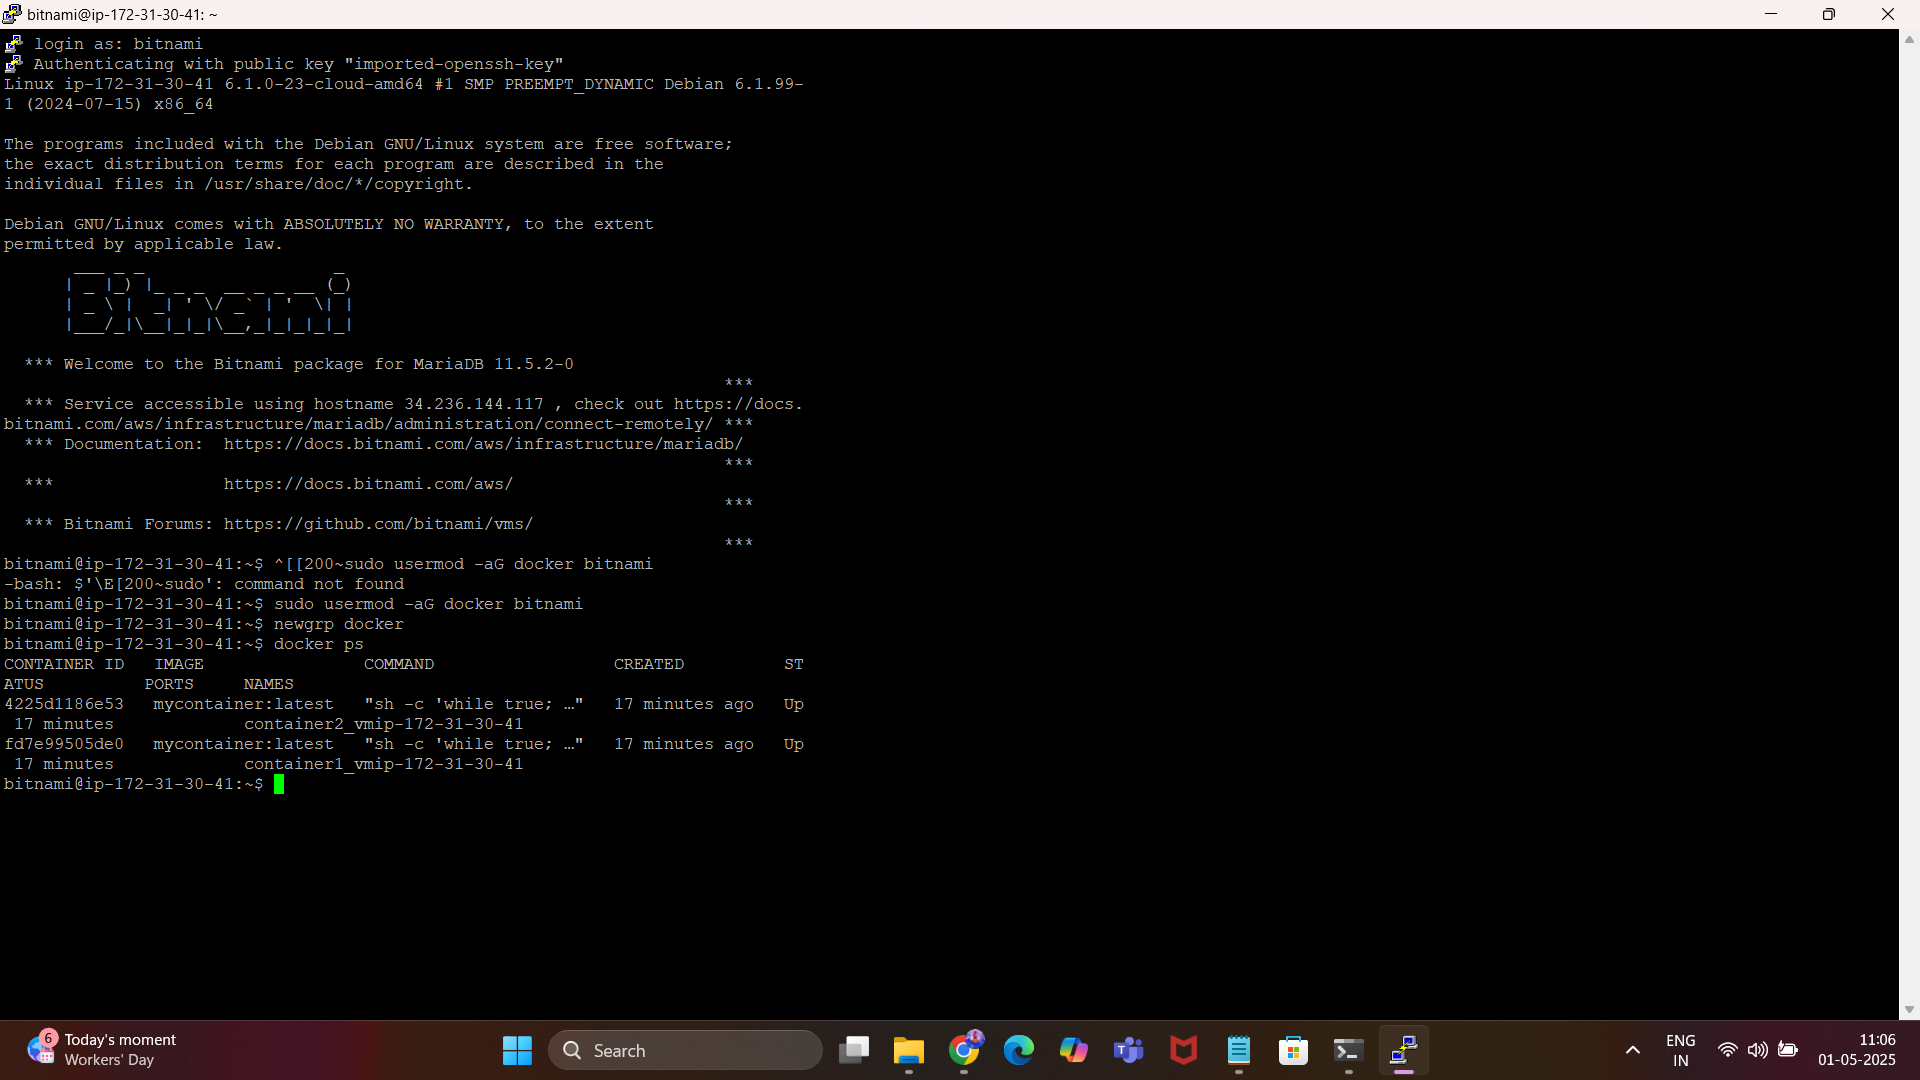 bitnami@ip-172-31-30-41: ~
login as: bitnami
Authenticating with public key "imported-openssh-key"
Linux ip-172-31-30-41 6.1.0-23-cloud-amd64 #1 SMP PREEMPT_DYNAMIC Debian 6.1.99-
1 (2024-07-15) x86_64
The programs included with the Debian GNU/Linux system are free software;
the exact distribution terms for each program are described in the
individual files in /usr/share/doc/*/copyright.
Debian GNU/Linux comes with ABSOLUTELY NO WARRANTY, to the extent
permitted by applicable law.
Bitnami
*** Welcome to the Bitnami package for MariaDB 11.5.2-0
***
*** Service accessible using hostname 34.236.144.117 , check out https://docs.
bitnami.com/aws/infrastructure/mariadb/administration/connect-remotely/ ***
*** Documentation:  https://docs.bitnami.com/aws/infrastructure/mariadb/
***
***                 https://docs.bitnami.com/aws/
***
*** Bitnami Forums: https://github.com/bitnami/vms/
***
bitnami@ip-172-31-30-41:~$ ^[[200~sudo usermod -aG docker bitnami
-bash: $'\E[200~sudo': command not found
bitnami@ip-172-31-30-41:~$ sudo usermod -aG docker bitnami
bitnami@ip-172-31-30-41:~$ newgrp docker
bitnami@ip-172-31-30-41:~$ docker ps
CONTAINER ID   IMAGE                COMMAND                  CREATED          ST
ATUS          PORTS     NAMES
4225d1186e53   mycontainer:latest   "sh -c 'while true; …"   17 minutes ago   Up
17 minutes             container2_vmip-172-31-30-41
fd7e99505de0   mycontainer:latest   "sh -c 'while true; …"   17 minutes ago   Up
17 minutes             container1_vmip-172-31-30-41
bitnami@ip-172-31-30-41:~$
6
Today's moment
Workers' Day
Search
ENG
IN
11:06
01-05-2025